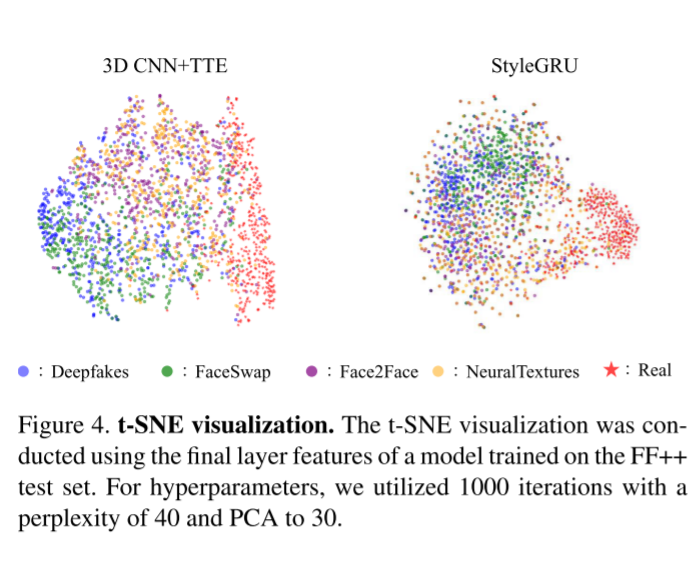 3D CNN+TTE
StyleGRU
: Deepfakes : FaceSwap : Face2Face : NeuralTextures : Real
Figure 4. t-SNE visualization. The t-SNE visualization was con-
ducted using the final layer features of a model trained on the FF++
test set. For hyperparameters, we utilized 1000 iterations with a
perplexity of 40 and PCA to 30.